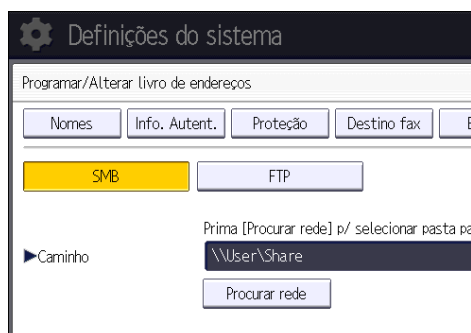 Definições do sistema
Programar/Alterar livro de endereços
Nomes Info. Autent. Proteção Destino fax
SMB FTP
Prima [Procurar rede] p/ selecionar pasta
Caminho \\User\Share
Procurar rede